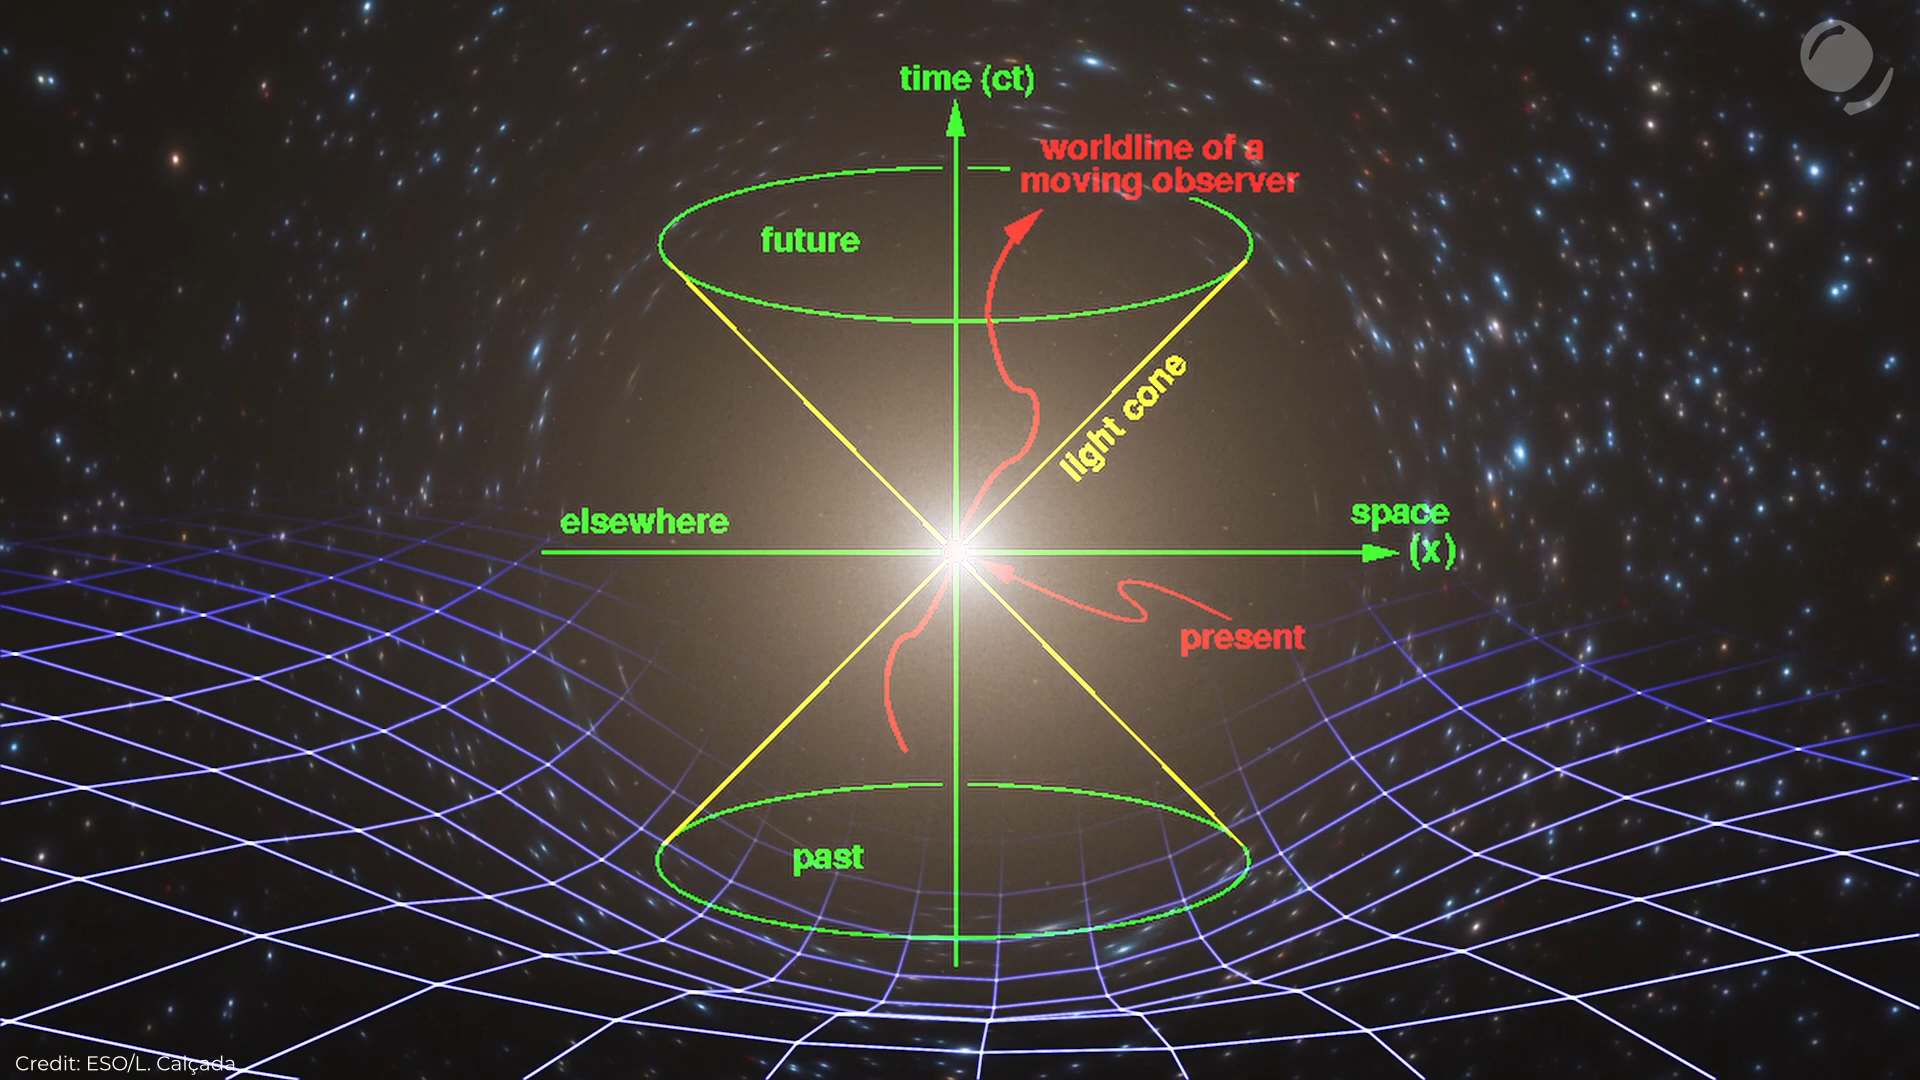 time (ct)
worldline of a
moving observer
future
light cone
elsewhere
space
(x)
present
past
Credit: ESO/L. Calçada